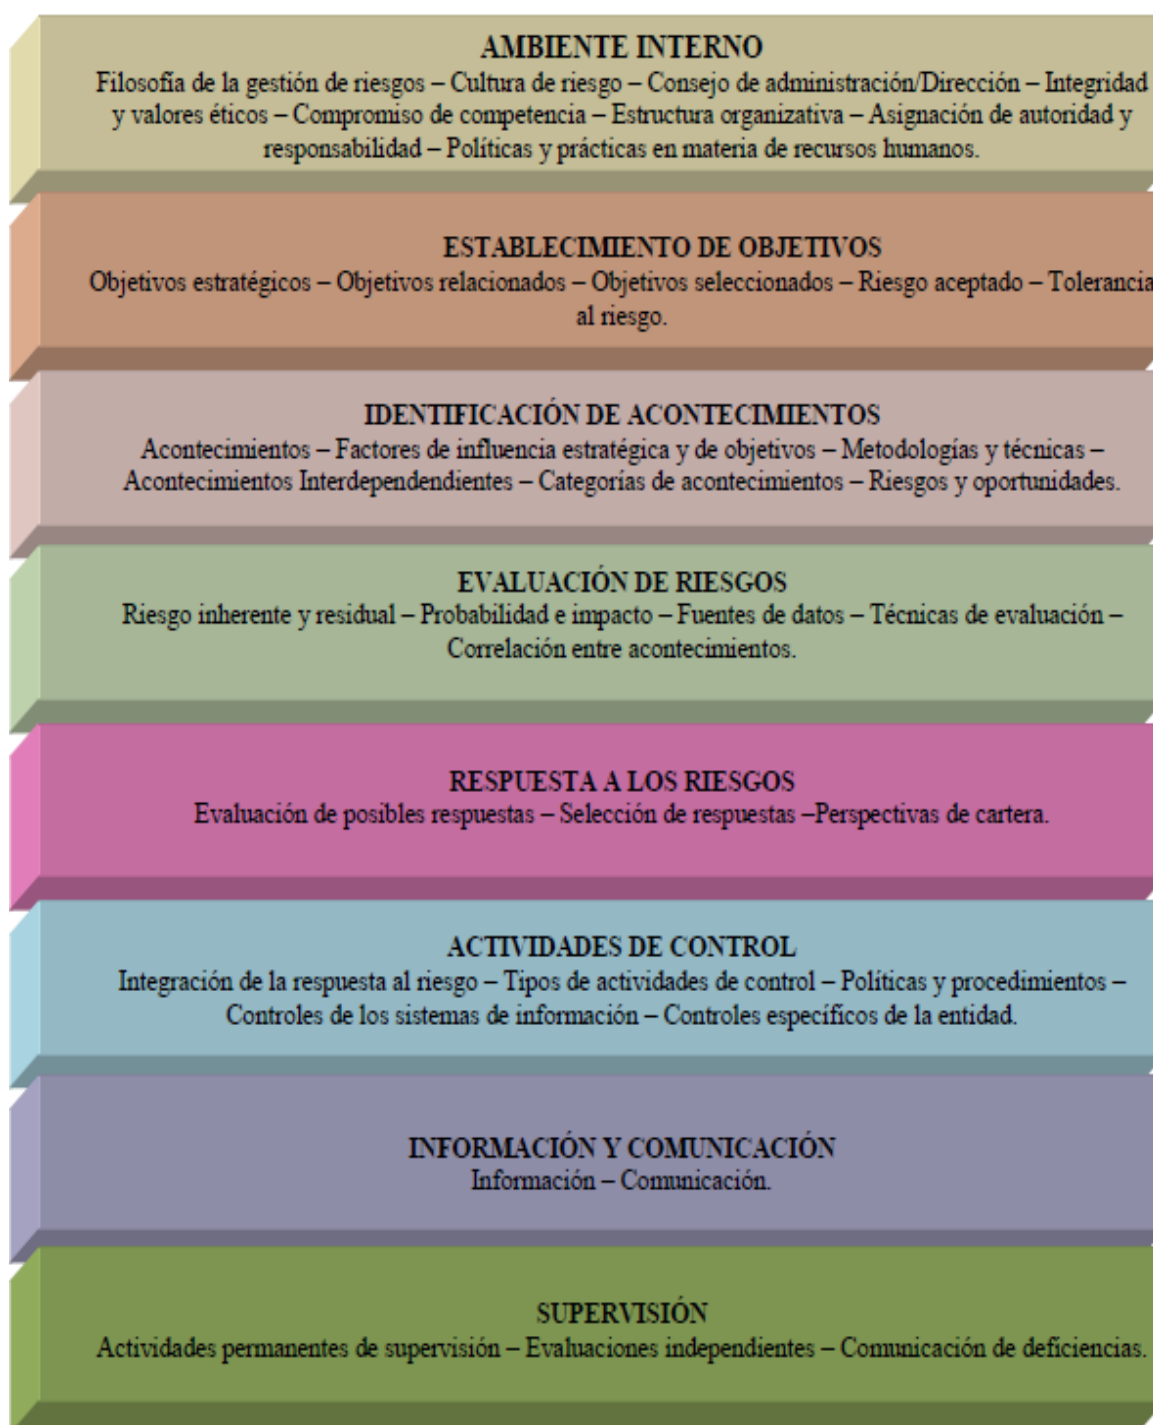 AMBIENTE INTERNO
Filosofía de la gestión de riesgos – Cultura de riesgo – Consejo de administración/Dirección – Integridad
y valores éticos – Compromiso de competencia – Estructura organizativa – Asignación de autoridad y
responsabilidad – Políticas y prácticas en materia de recursos humanos.
ESTABLECIMIENTO DE OBJETIVOS
Objetivos estratégicos – Objetivos relacionados – Objetivos seleccionados – Riesgo aceptado – Tolerancia
al riesgo.
IDENTIFICACIÓN DE ACONTECIMIENTOS
Acontecimientos – Factores de influencia estratégica y de objetivos – Metodologías y técnicas –
Acontecimientos Interdependendientes – Categorías de acontecimientos – Riesgos y oportunidades.
EVALUACIÓN DE RIESGOS
Riesgo inherente y residual – Probabilidad e impacto – Fuentes de datos – Técnicas de evaluación –
Correlación entre acontecimientos.
RESPUESTA A LOS RIESGOS
Evaluación de posibles respuestas – Selección de respuestas –Perspectivas de cartera.
ACTIVIDADES DE CONTROL
Integración de la respuesta al riesgo – Tipos de actividades de control – Políticas y procedimientos –
Controles de los sistemas de información – Controles específicos de la entidad.
INFORMACIÓN Y COMUNICACIÓN
Información – Comunicación.
SUPERVISIÓN
Actividades permanentes de supervisión – Evaluaciones independientes – Comunicación de deficiencias.